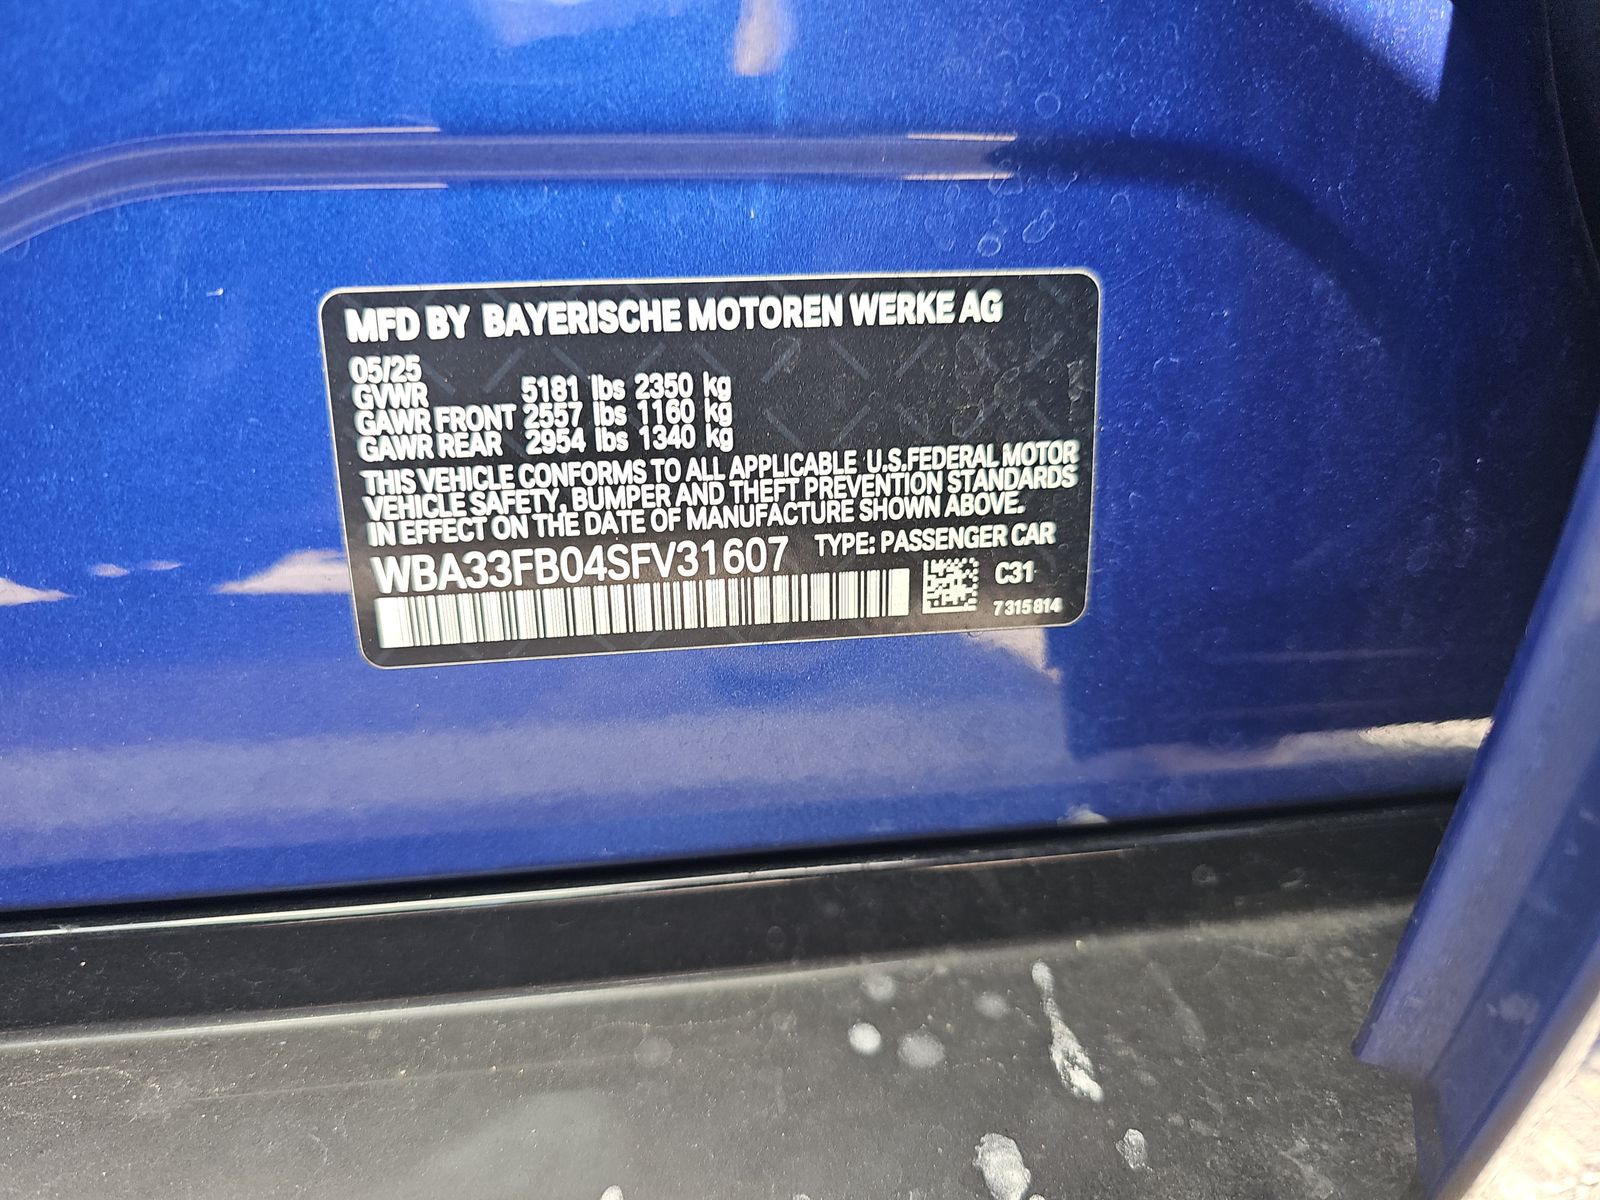 MFD BY BAYERISCHE MOTOREN WERKE AG
05/25
GVWR 5181 lbs 2350 kg
GAWR FRONT 2557 lbs 1160 kg
GAWR REAR 2954 lbs 1340 kg
THIS VEHICLE CONFORMS TO ALL APPLICABLE U.S.FEDERAL MOTOR
VEHICLE SAFETY, BUMPER AND THEFT PREVENTION STANDARDS
IN EFFECT ON THE DATE OF MANUFACTURE SHOWN ABOVE.
WBA33FB04SFV31607 TYPE: PASSENGER CAR
C31
7315814